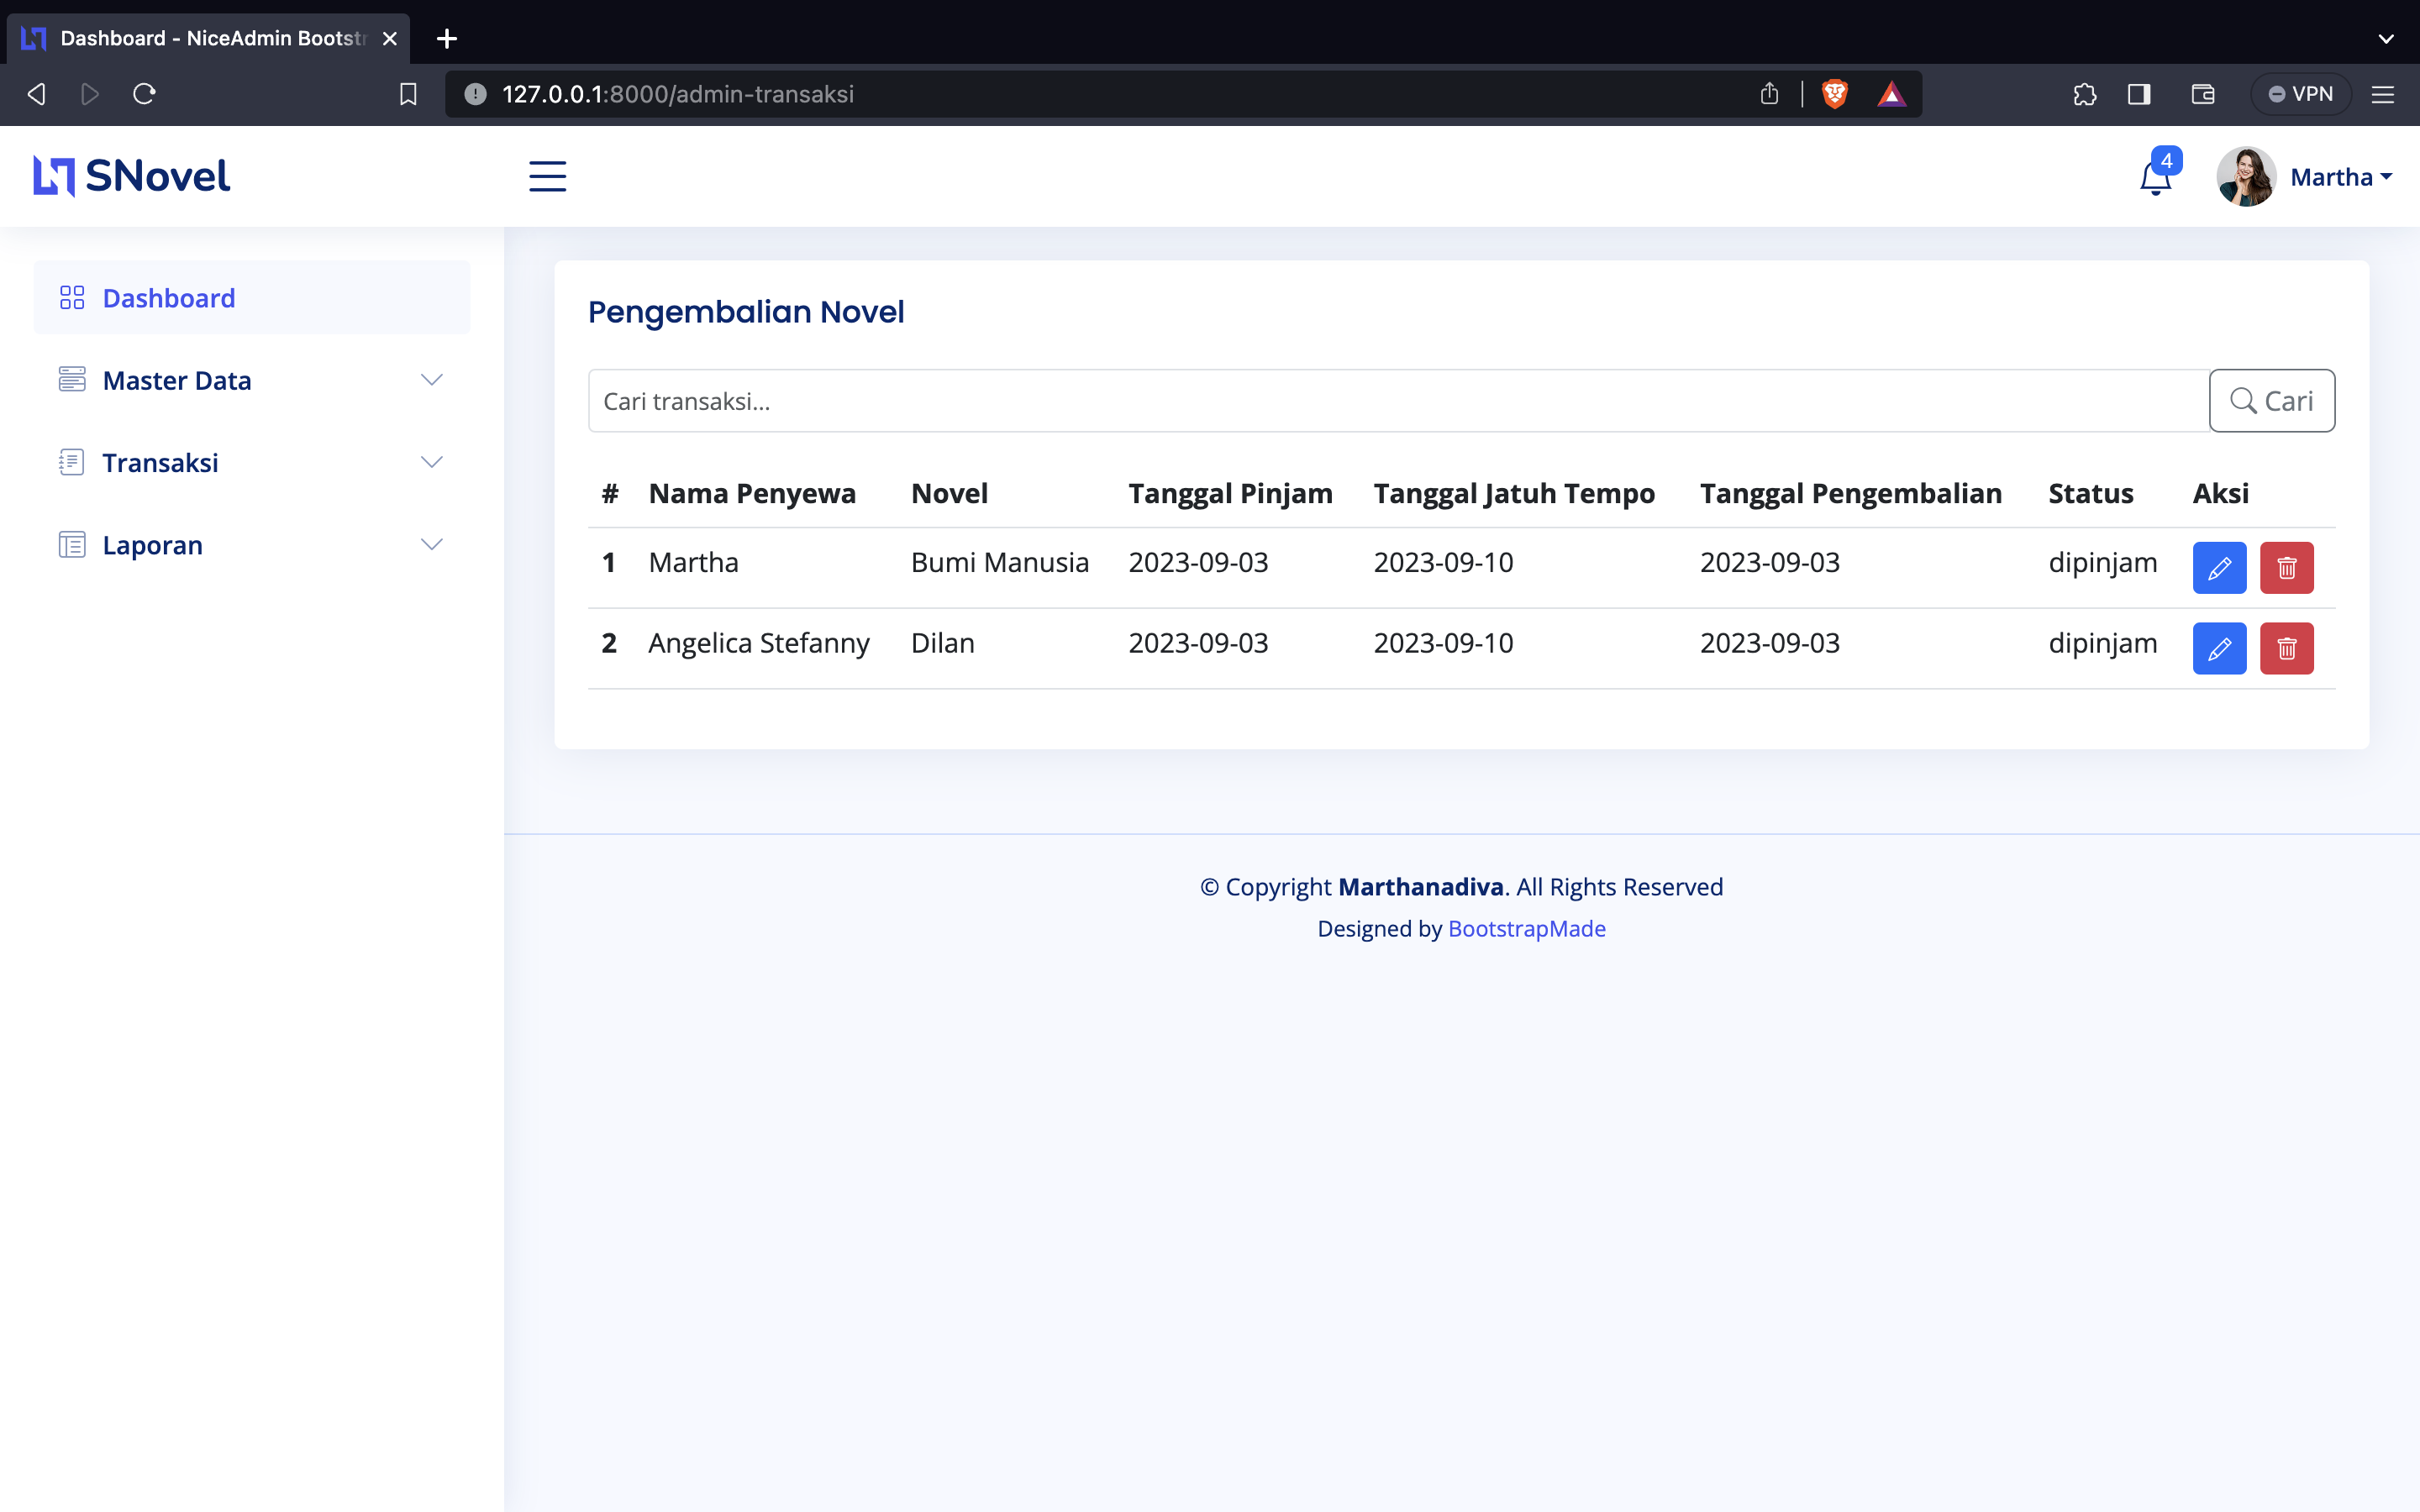 Dashboard - NiceAdmin Bootstr
127.0.0.1:8000/admin-transaksi
VPN
SNovel
4
Martha
Dashboard
Master Data
Transaksi
Laporan
Pengembalian Novel
Cari transaksi...
Cari
# Nama Penyewa Novel Tanggal Pinjam Tanggal Jatuh Tempo Tanggal Pengembalian Status Aksi
1 Martha Bumi Manusia 2023-09-03 2023-09-10 2023-09-03 dipinjam
2 Angelica Stefanny Dilan 2023-09-03 2023-09-10 2023-09-03 dipinjam
© Copyright Marthanadiva. All Rights Reserved
Designed by BootstrapMade